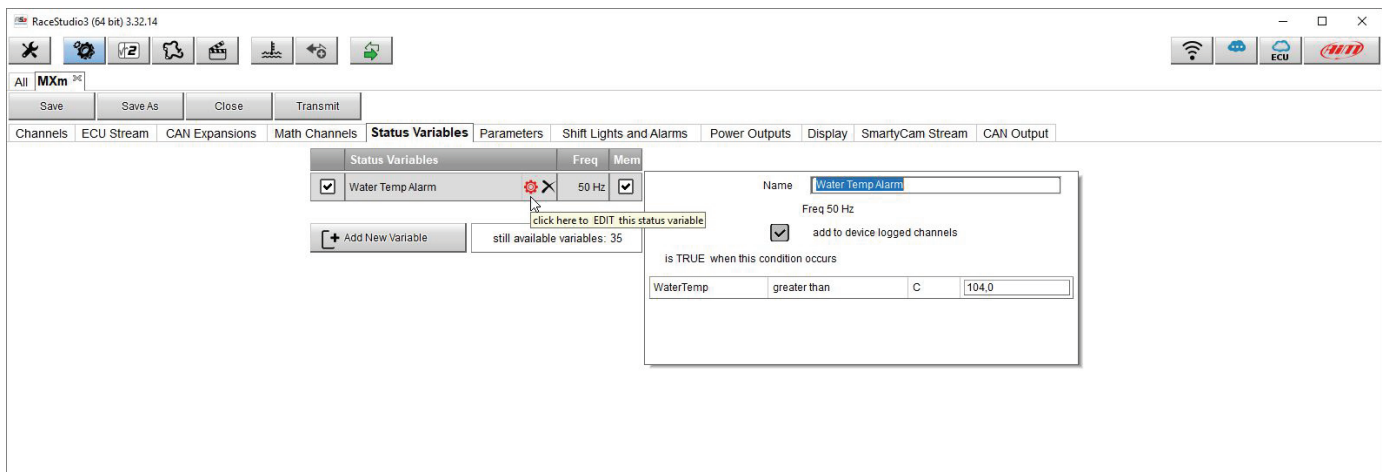 RaceStudio3 (64 bit) 3.32.14
√2
ECU
AIM
All MXm
Save Save As Close Transmit
Channels ECU Stream CAN Expansions Math Channels Status Variables Parameters Shift Lights and Alarms Power Outputs Display SmartyCam Stream CAN Output
Status Variables Freq Mem
Water Temp Alarm 50 Hz
Name Water Temp Alarm
Freq 50 Hz
click here to EDIT this status variable
Add New Variable still available variables: 35
add to device logged channels
is TRUE when this condition occurs
WaterTemp greater than C 104,0